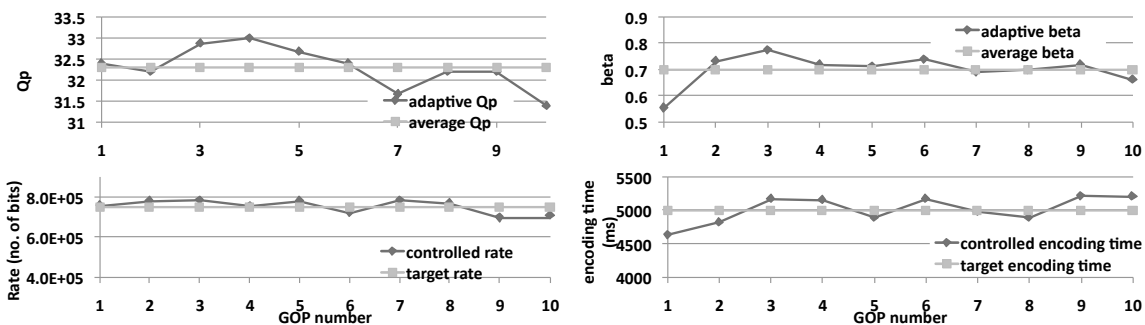 33.5
33
32.5
32
31.5
31
Qp
adaptive Qp
average Qp
1 3 5 7 9
0.9
0.8
0.7
0.6
0.5
beta
adaptive beta
average beta
1 2 3 4 5 6 7 8 9 10
8.0E+05
6.0E+05
4.0E+05
Rate (no. of bits)
controlled rate
target rate
1 2 3 4 5 6 7 8 9 10
GOP number
5500
5000
4500
4000
encoding time
(ms)
controlled encoding time
target encoding time
1 2 3 4 5 6 7 8 9 10
GOP number